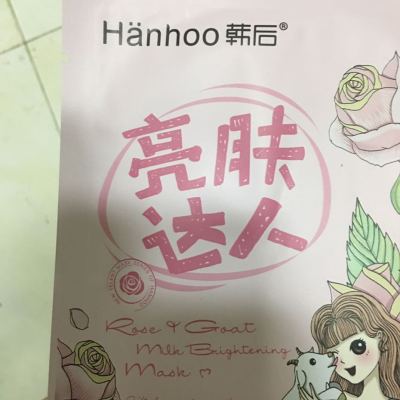 Hänhoo 韩后®
亮肤
达人
Rose & Goat
Milk Brightening
Mask